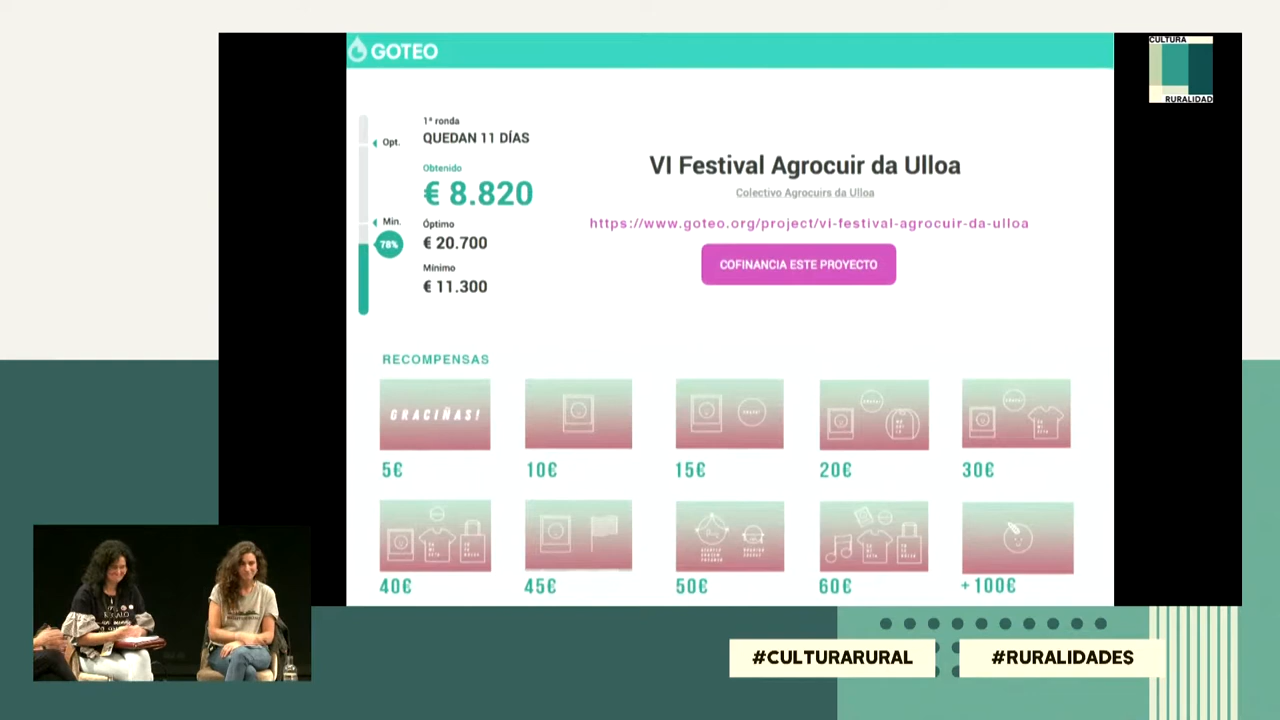 GOTEO
CULTURA
RURALIDAD
1ª ronda
QUEDAN 11 DÍAS
Opt.
Obtenido
€ 8.820
Min.
Óptimo
78%
€ 20.700
Mínimo
€ 11.300
VI Festival Agrocuir da Ulloa
Colectivo Agrocuirs da Ulloa
https://www.goteo.org/project/vi-festival-agrocuir-da-ulloa
COFINANCIA ESTE PROYECTO
RECOMPENSAS
GRACIÑAS!
5€
10€
15€
20€
30€
40€
45€
50€
60€
+100€
#CULTURARURAL
#RURALIDADES